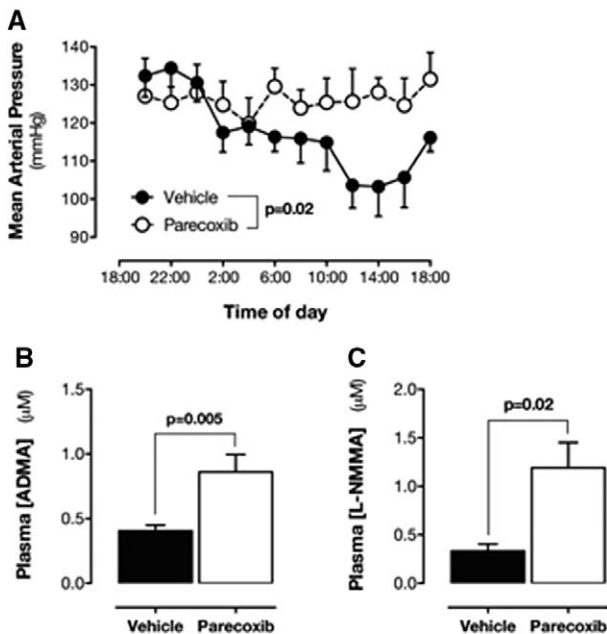 A
Mean Arterial Pressure
(mmHg)
140
130
120
110
100
90
Vehicle
Parecoxib
p=0.02
18:00 22:00 2:00 6:00 10:00 14:00 18:00
Time of day
B
Plasma [ADMA] (μM)
1.5
1.0
0.5
0.0
p=0.005
Vehicle Parecoxib
C
Plasma [L-NMMA] (μM)
2.0
1.5
1.0
0.5
0.0
p=0.02
Vehicle Parecoxib